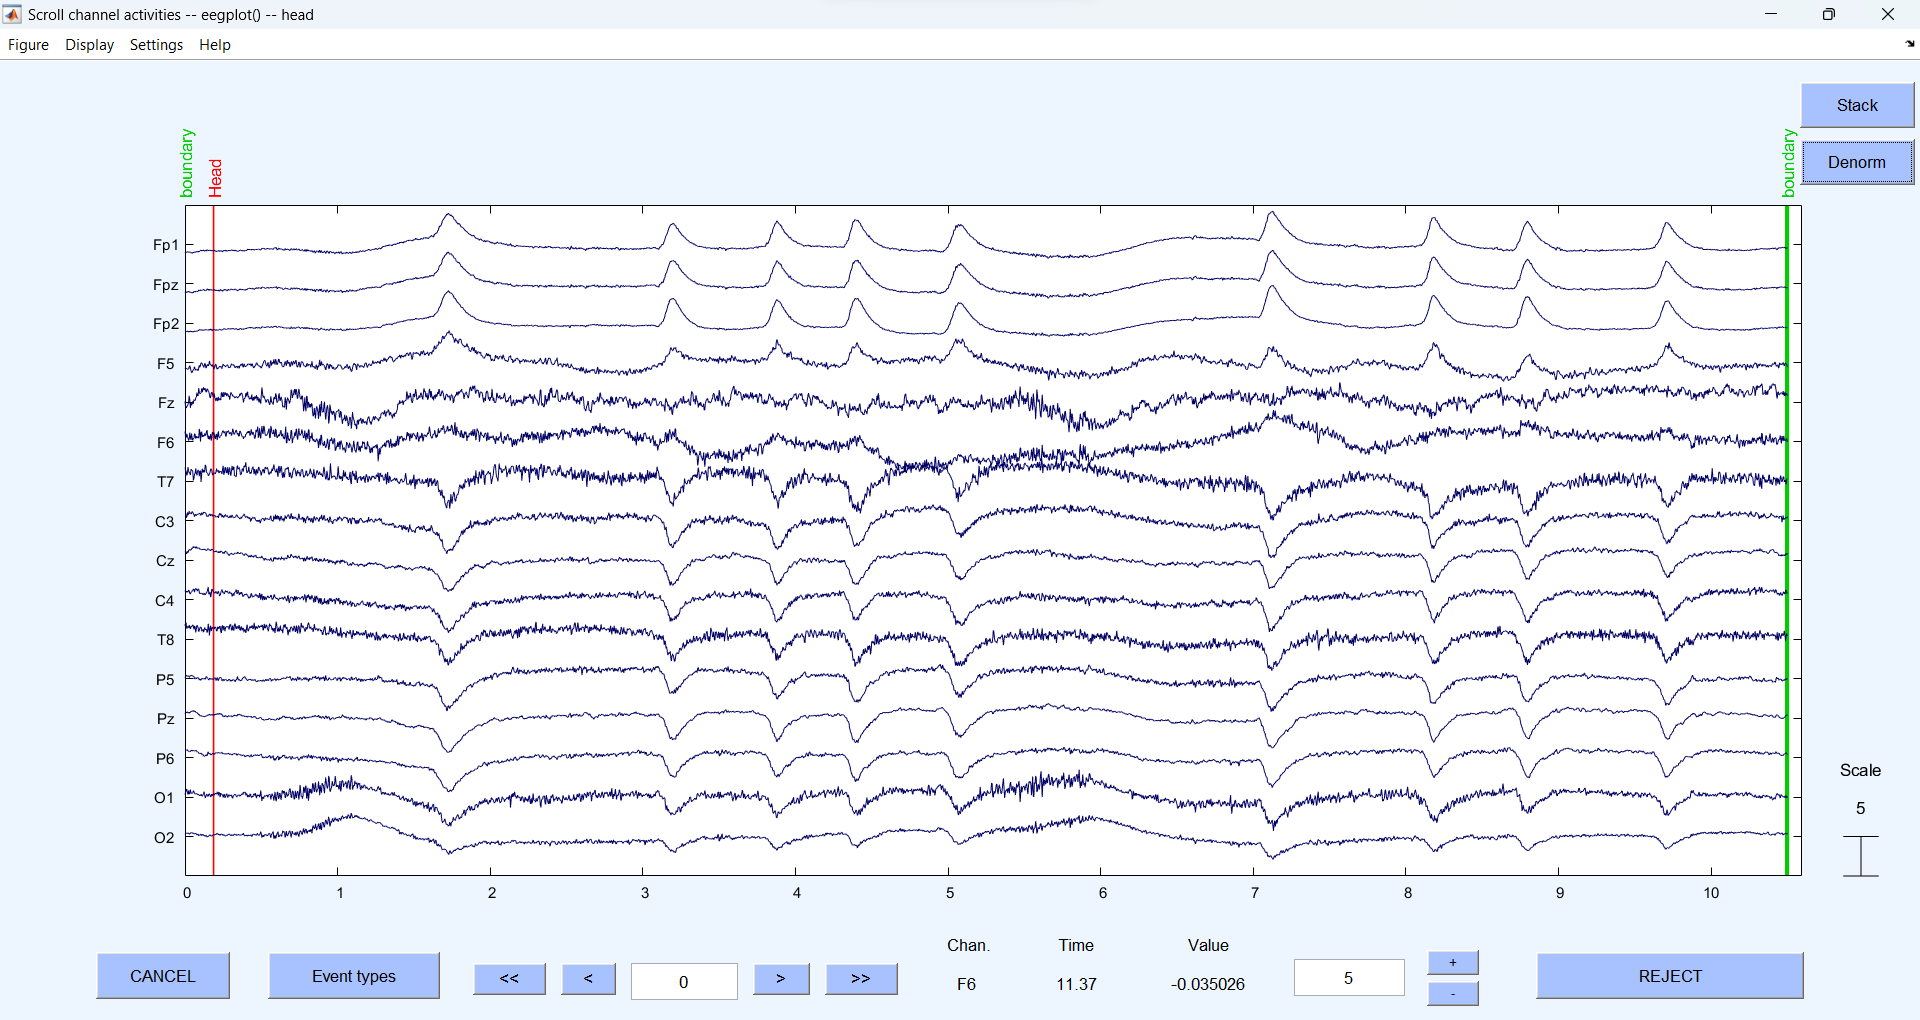 Scroll channel activities -- eegplot() -- head
Figure Display Settings Help
Stack
Denorm
boundary
Head
boundary
Fp1
Fpz
Fp2
F5
Fz
F6
T7
C3
Cz
C4
T8
P5
Pz
P6
O1
O2
0 1 2 3 4 5 6 7 8 9 10
Scale
5
Chan. Time Value
F6 11.37 -0.035026
CANCEL Event types << < 0 > >> 5 + - REJECT